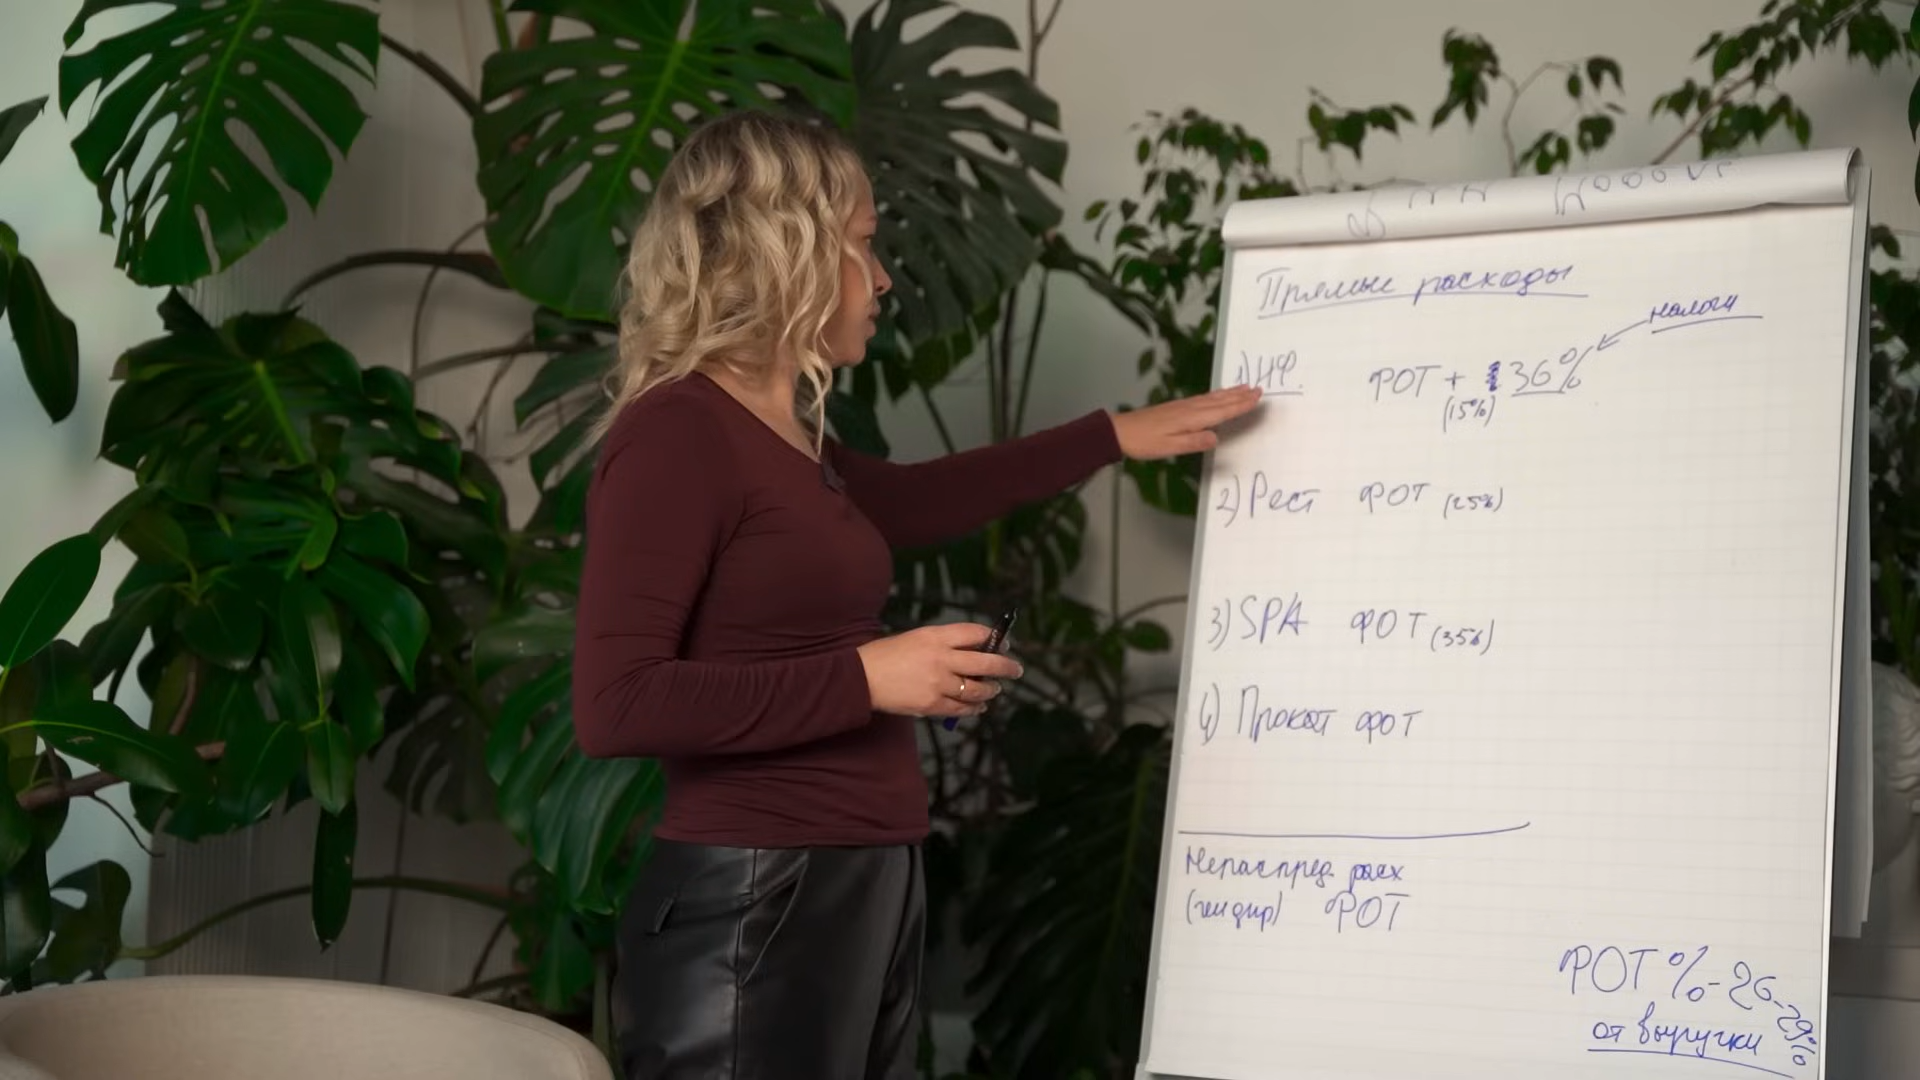 Прямые расходы
налоги
1) НФ. ФОТ + 36%
(15%)
2) Рест ФОТ (25%)
3) SPA ФОТ (35%)
4) Прокат ФОТ
Нераспред. расх
(гендир) ФОТ
ФОТ % - 26-29%
от выручки